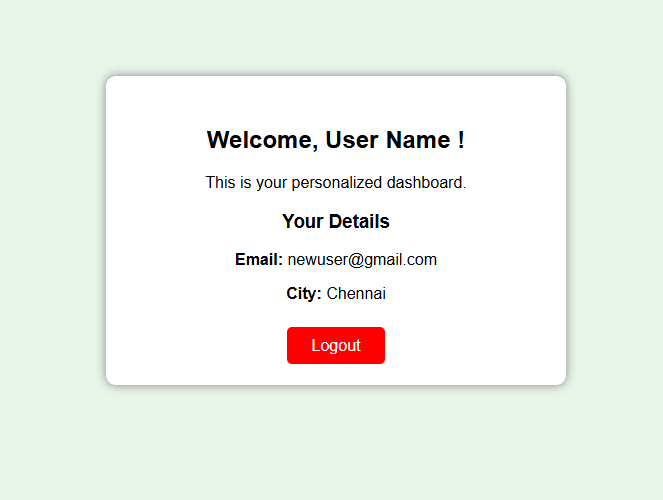 Welcome, User Name !
This is your personalized dashboard.
Your Details
Email: newuser@gmail.com
City: Chennai
Logout